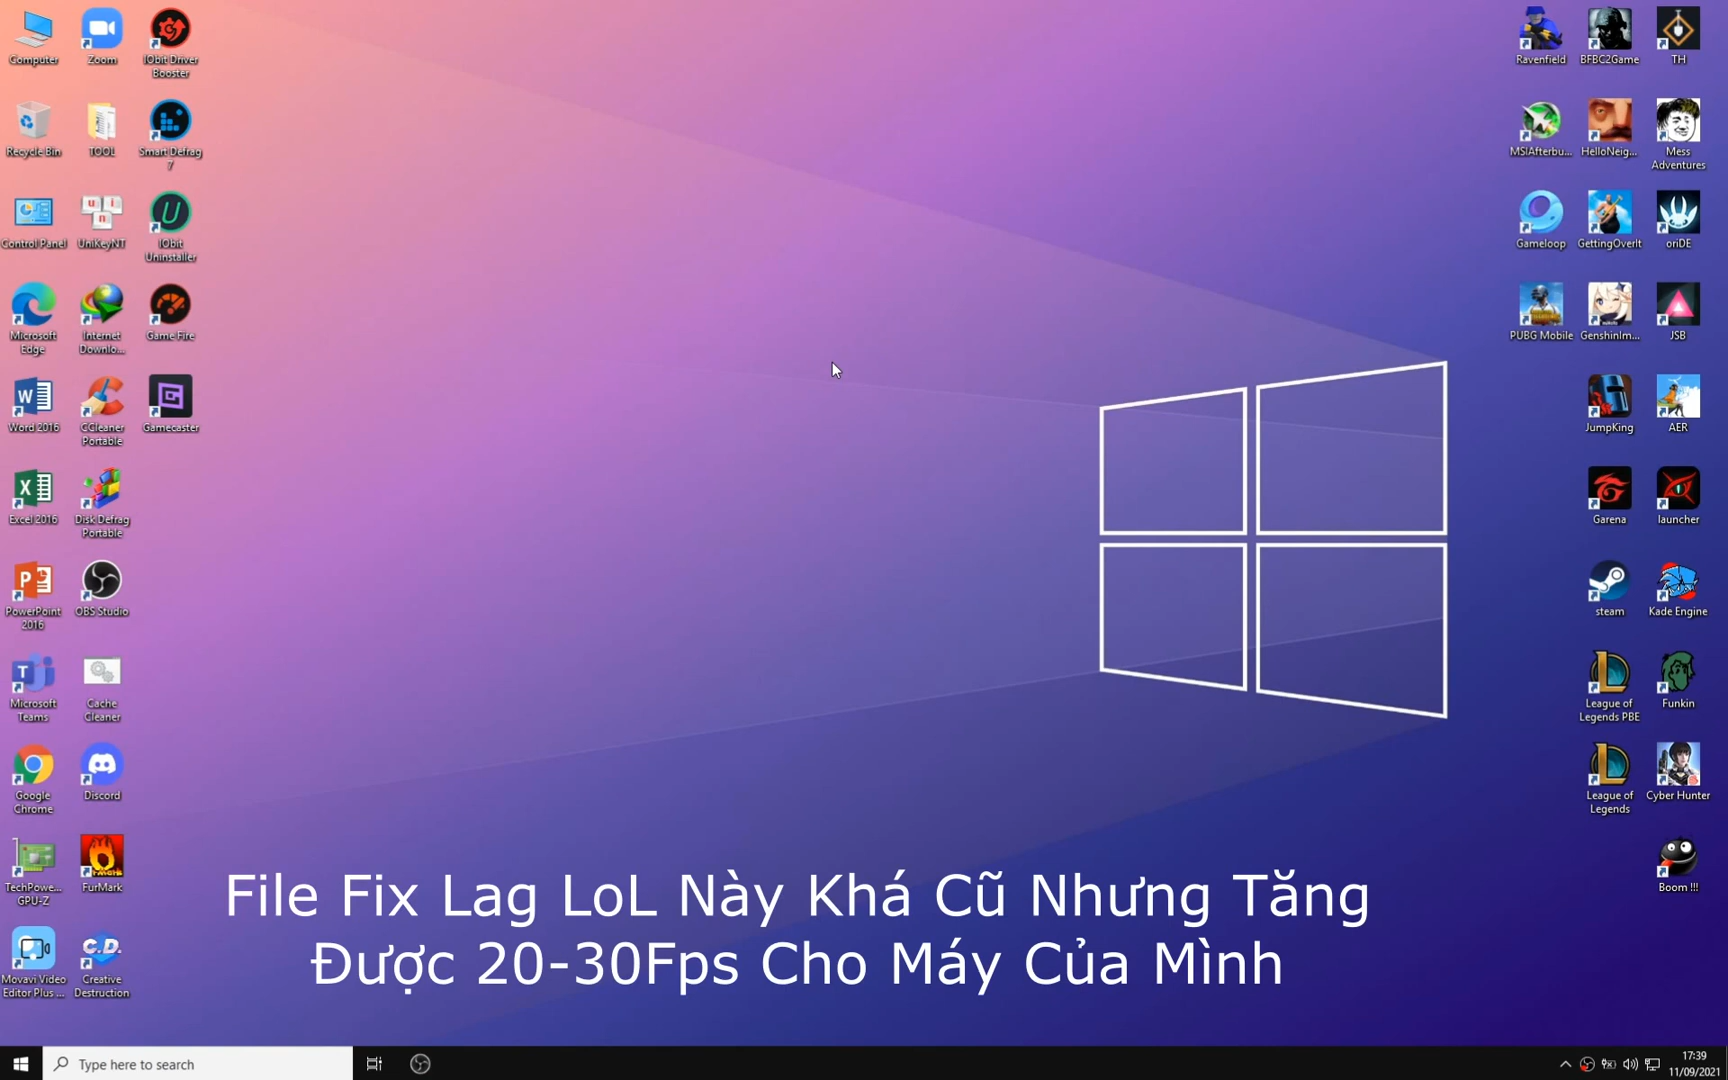 Computer
Zoom
IObit Driver
Booster
Recycle Bin
TOOL
Smart Defrag
7
Control Panel
UniKeyNT
IObit
Uninstaller
Microsoft
Edge
Internet
Downlo...
Game Fire
Word 2016
CCleaner
Portable
Gamecaster
Excel 2016
Disk Defrag
Portable
PowerPoint
2016
OBS Studio
Microsoft
Teams
Cache
Cleaner
Google
Chrome
Discord
TechPowe...
GPU-Z
FurMark
Movavi Video
Editor Plus ...
Creative
Destruction
Ravenfield
BFBC2Game
TH
MSIAfterbu...
HelloNeig...
Mess
Adventures
Gameloop
GettingOverIt
oriDE
PUBG Mobile
GenshinIm...
JSB
JumpKing
AER
Garena
launcher
steam
Kade Engine
League of
Legends PBE
Funkin
League of
Legends
Cyber Hunter
Boom !!!
File Fix Lag LoL Này Khá Cũ Nhưng Tăng
Được 20-30Fps Cho Máy Của Mình
Type here to search
17:39
11/09/2021